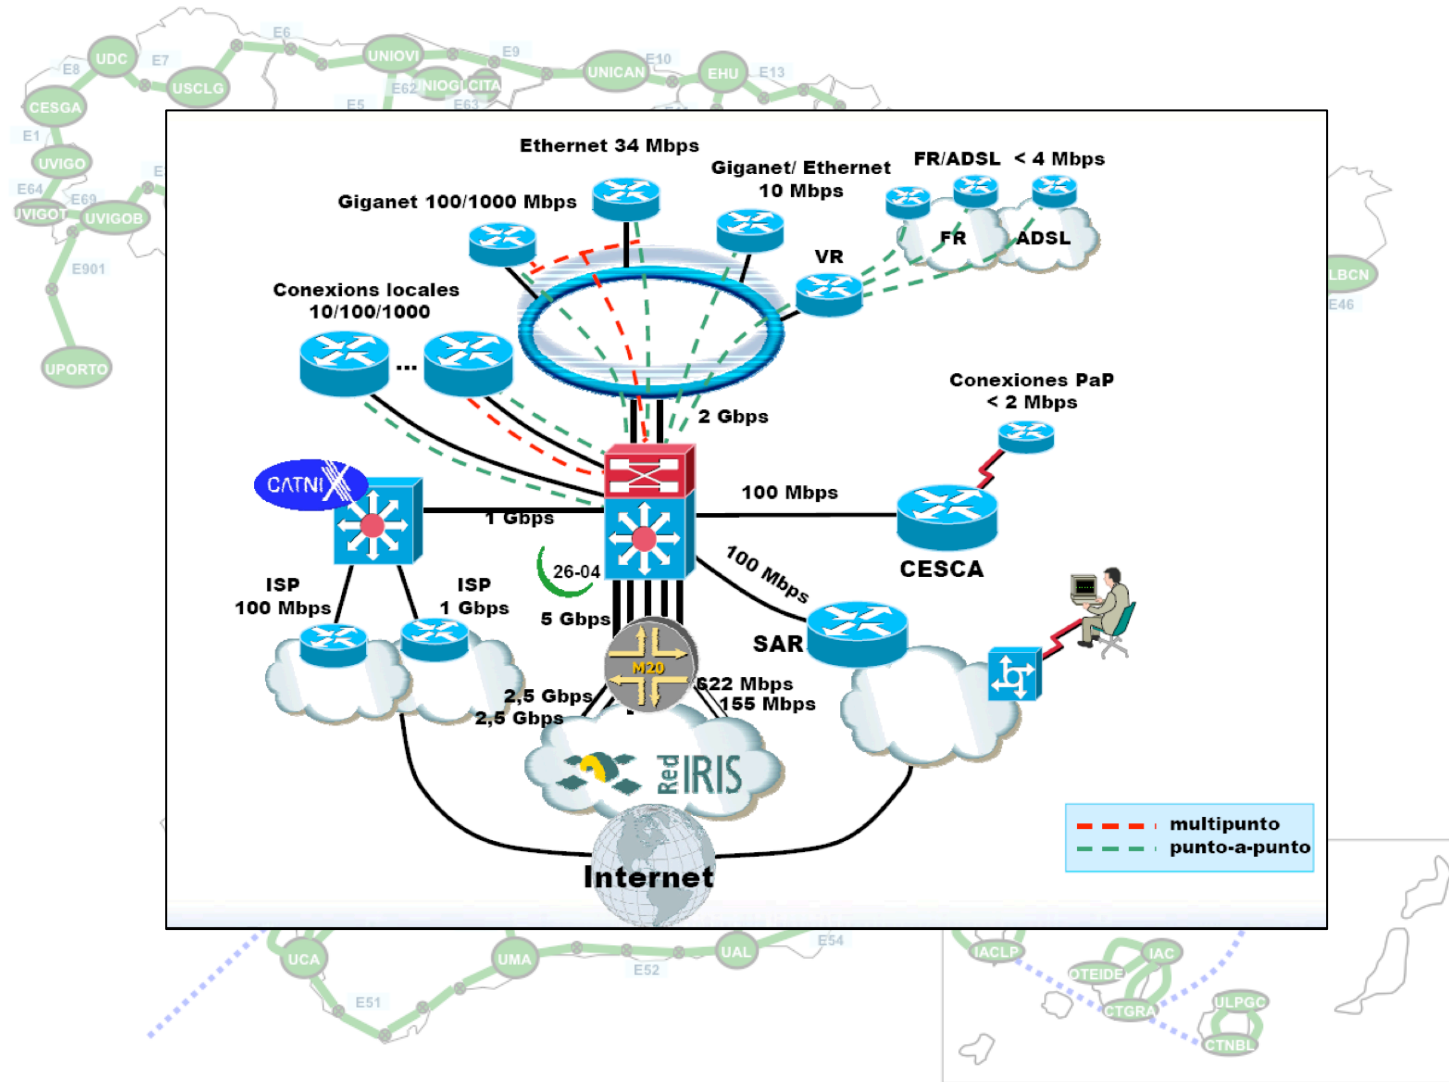 E6
UDC
E7
UNIOVI
E9
E8
USCLG
E62
UNICAN
E10
EHU
E13
CITA
CESGA
E5
E63
E1
UVIGO
E64
E69
UVIGOT
UVIGOB
E901
UPORTO
LBCN
E46
Ethernet 34 Mbps
Giganet/ Ethernet
10 Mbps
FR/ADSL < 4 Mbps
Giganet 100/1000 Mbps
FR
ADSL
VR
Conexions locales
10/100/1000
...
Conexiones PaP
< 2 Mbps
2 Gbps
CATNIX
100 Mbps
1 Gbps
CESCA
26-04
100 Mbps
ISP
100 Mbps
ISP
1 Gbps
5 Gbps
SAR
M20
2,5 Gbps
2,5 Gbps
622 Mbps
155 Mbps
Red IRIS
Internet
multipunto
punto-a-punto
UCA
UMA
UAL
E54
E52
E51
IACLP
IAC
OTEIDE
CTGRA
ULPGC
CTNBL